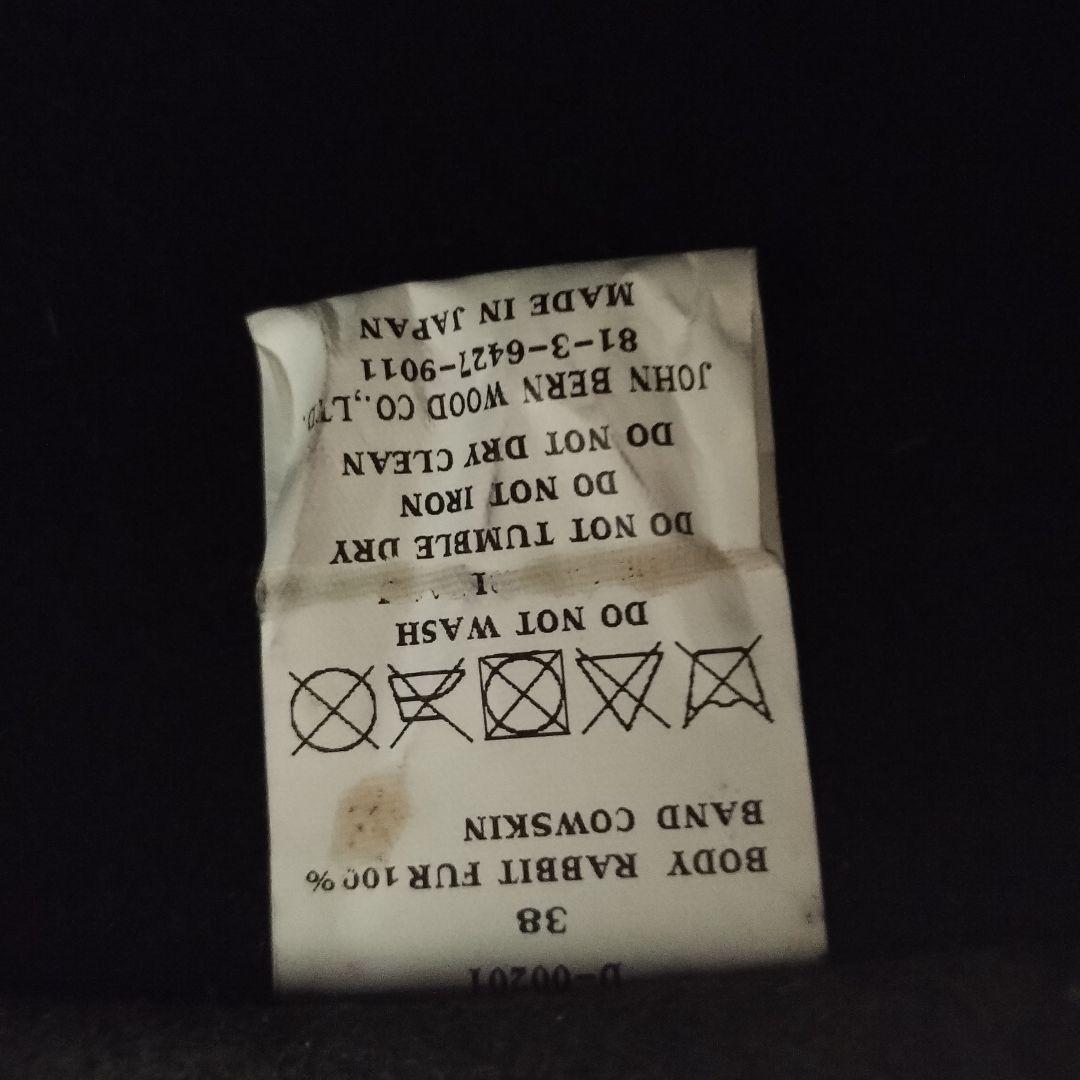 D-00201
38
BODY RABBIT FUR 100%
BAND COWSKIN
DO NOT WASH
DO NOT TUMBLE DRY
DO NOT IRON
DO NOT DRY CLEAN
JOHN BERN WOOD CO.,LTD.
81-3-6427-9011
MADE IN JAPAN